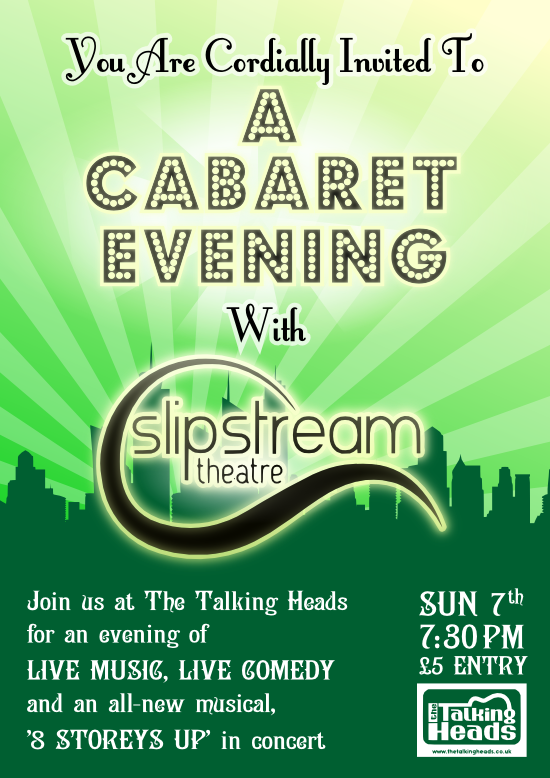 You Are Cordially Invited To
A
CABARET
EVENING
With
slipstream
theatre
Join us at The Talking Heads
for an evening of
LIVE MUSIC, LIVE COMEDY
and an all-new musical,
'8 STOREYS UP' in concert
SUN 7th
7:30 PM
£5 ENTRY
the Talking
Heads
www.thetalkingheads.co.uk